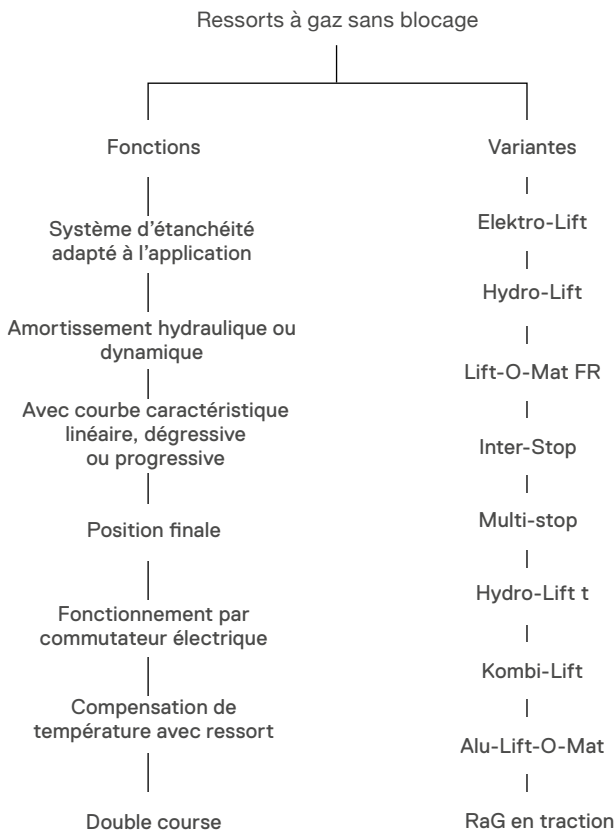 Ressorts à gaz sans blocage
Fonctions
Système d'étanchéité
adapté à l'application
Amortissement hydraulique ou
dynamique
Avec courbe caractéristique
linéaire, dégressive
ou progressive
Position finale
Fonctionnement par
commutateur électrique
Compensation de
température avec ressort
Double course
Variantes
Elektro-Lift
Hydro-Lift
Lift-O-Mat FR
Inter-Stop
Multi-stop
Hydro-Lift t
Kombi-Lift
Alu-Lift-O-Mat
RaG en traction